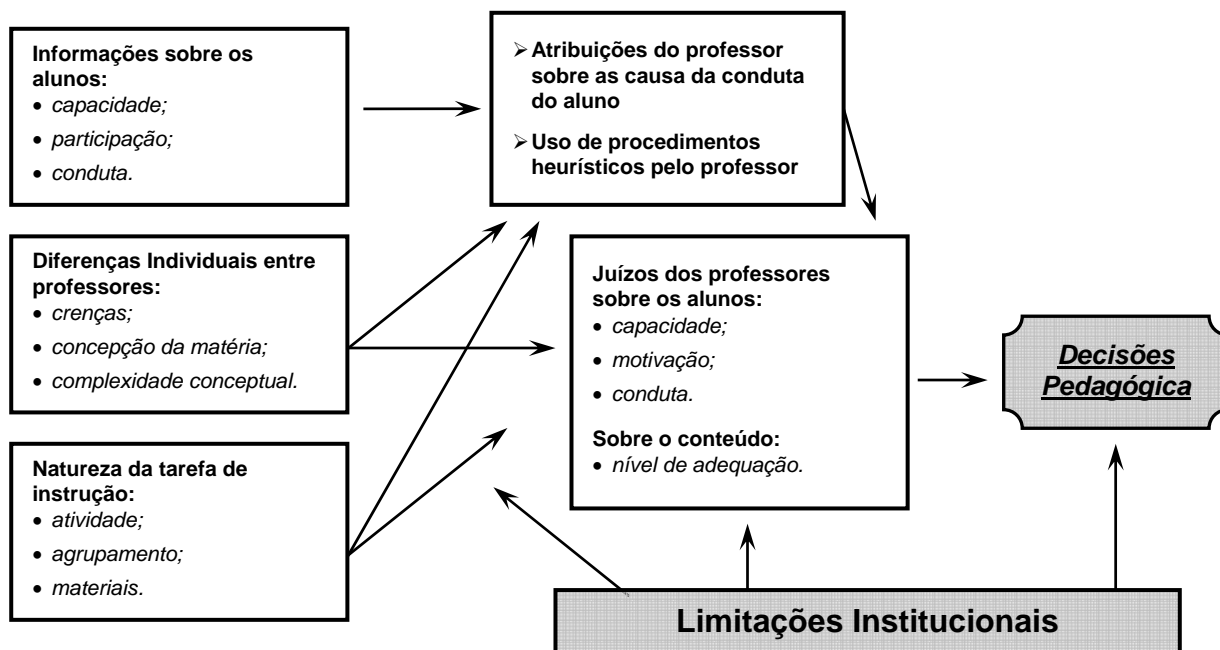 Informações sobre os
alunos:
• capacidade;
• participação;
• conduta.
➢ Atribuições do professor
sobre as causa da conduta
do aluno
➢ Uso de procedimentos
heurísticos pelo professor
Diferenças Individuais entre
professores:
• crenças;
• concepção da matéria;
• complexidade conceptual.
Juízos dos professores
sobre os alunos:
• capacidade;
• motivação;
• conduta.
Sobre o conteúdo:
• nível de adequação.
Decisões
Pedagógica
Natureza da tarefa de
instrução:
• atividade;
• agrupamento;
• materiais.
Limitações Institucionais